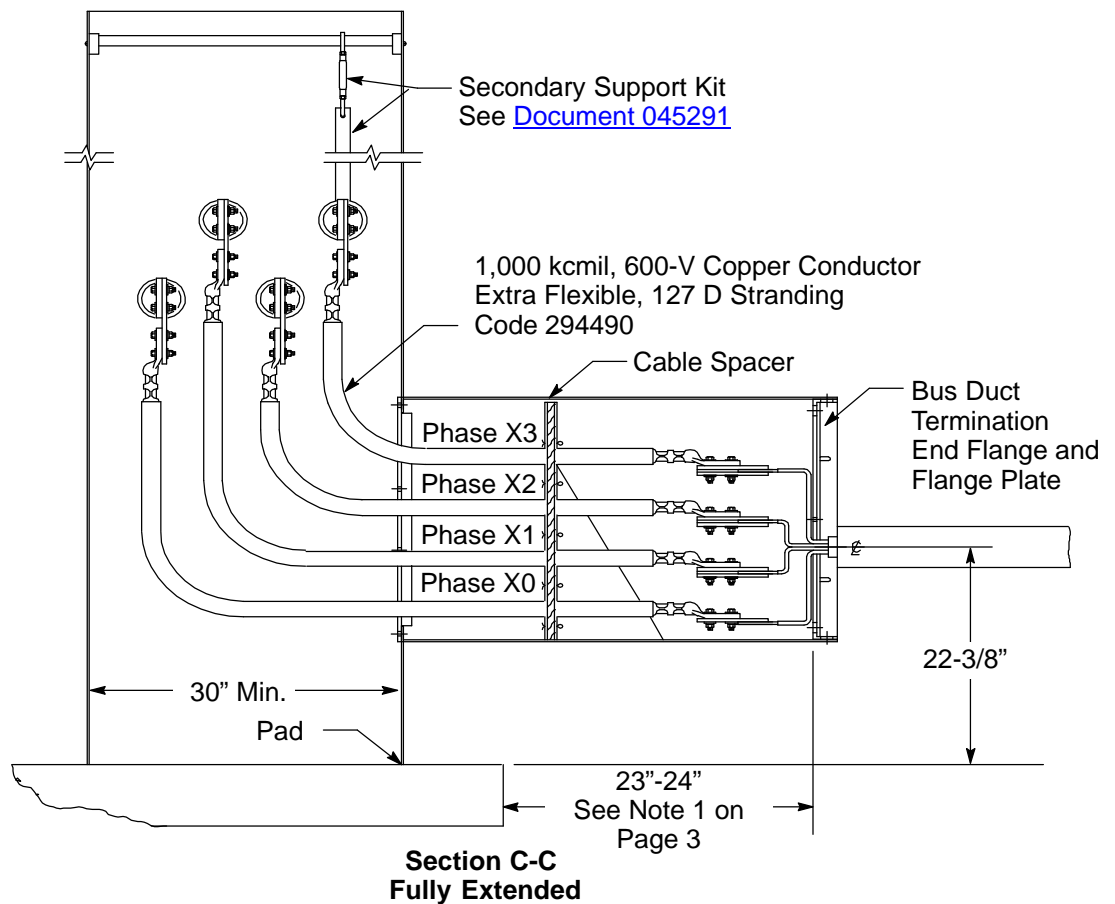 Secondary Support Kit
See Document 045291
1,000 kcmil, 600-V Copper Conductor
Extra Flexible, 127 D Stranding
Code 294490
Cable Spacer
Bus Duct
Termination
End Flange and
Flange Plate
Phase X3
Phase X2
Phase X1
Phase X0
℄
22-3/8”
30” Min.
Pad
23”-24”
See Note 1 on
Page 3
Section C-C
Fully Extended